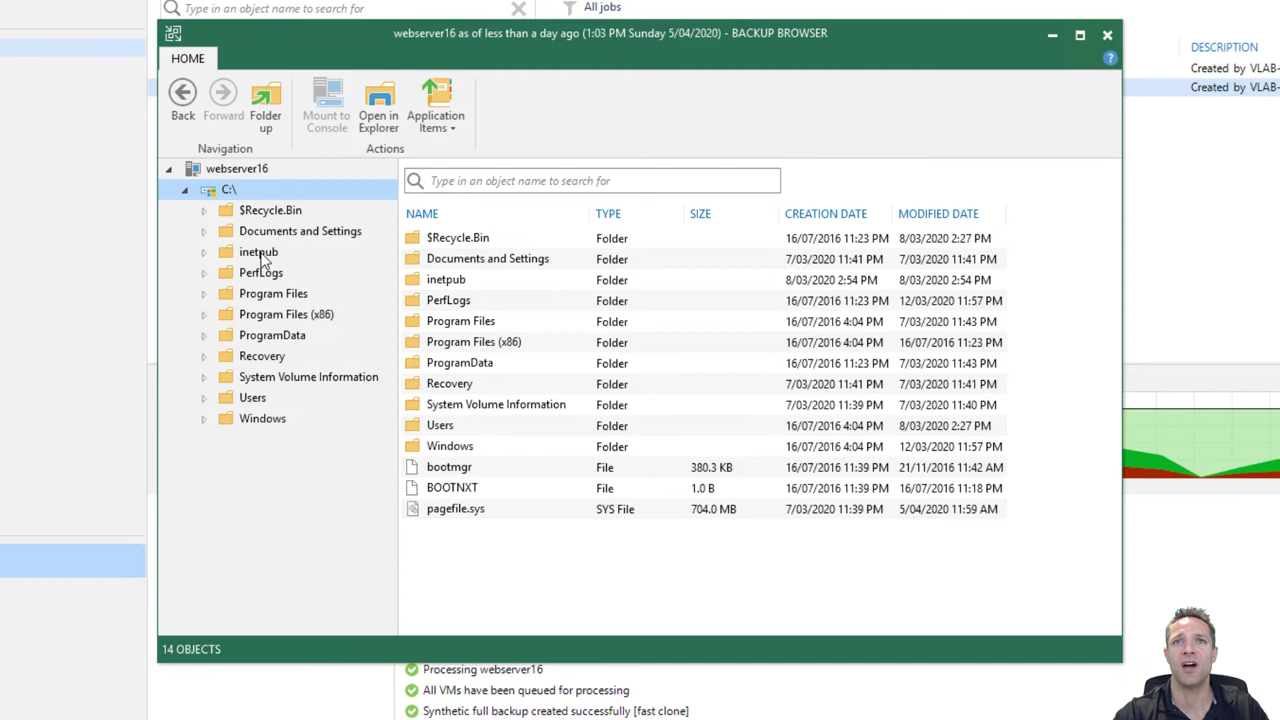 Type in an object name to search for
All jobs
webserver16 as of less than a day ago (1:03 PM Sunday 5/04/2020) - BACKUP BROWSER
HOME
?
Back
Forward
Folder up
Mount to Console
Open in Explorer
Application Items
Navigation
Actions
DESCRIPTION
Created by VLAB-
Created by VLAB-
webserver16
C:\
$Recycle.Bin
Documents and Settings
inetpub
PerfLogs
Program Files
Program Files (x86)
ProgramData
Recovery
System Volume Information
Users
Windows
Type in an object name to search for
NAME TYPE SIZE CREATION DATE MODIFIED DATE
$Recycle.Bin Folder 16/07/2016 11:23 PM 8/03/2020 2:27 PM
Documents and Settings Folder 7/03/2020 11:41 PM 7/03/2020 11:41 PM
inetpub Folder 8/03/2020 2:54 PM 8/03/2020 2:54 PM
PerfLogs Folder 16/07/2016 11:23 PM 12/03/2020 11:57 PM
Program Files Folder 16/07/2016 4:04 PM 7/03/2020 11:43 PM
Program Files (x86) Folder 16/07/2016 4:04 PM 16/07/2016 11:23 PM
ProgramData Folder 16/07/2016 11:23 PM 7/03/2020 11:43 PM
Recovery Folder 7/03/2020 11:41 PM 7/03/2020 11:41 PM
System Volume Information Folder 7/03/2020 11:39 PM 7/03/2020 11:40 PM
Users Folder 16/07/2016 4:04 PM 8/03/2020 2:27 PM
Windows Folder 16/07/2016 4:04 PM 12/03/2020 11:57 PM
bootmgr File 380.3 KB 16/07/2016 11:39 PM 21/11/2016 11:42 AM
BOOTNXT File 1.0 B 16/07/2016 11:39 PM 16/07/2016 11:18 PM
pagefile.sys SYS File 704.0 MB 7/03/2020 11:39 PM 5/04/2020 11:59 AM
14 OBJECTS
Processing webserver16
All VMs have been queued for processing
Synthetic full backup created successfully [fast clone]